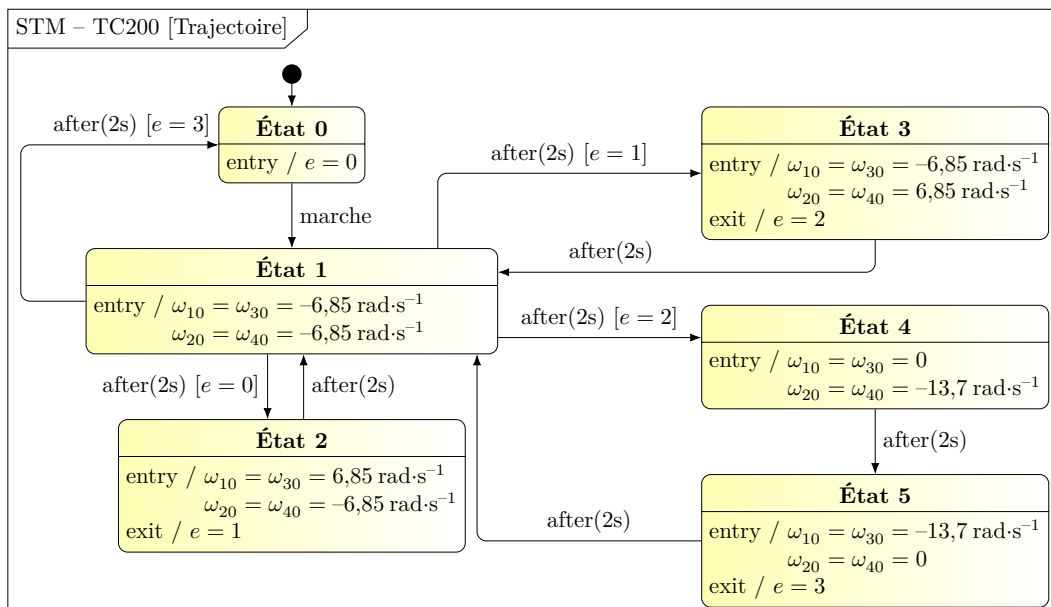 STM – TC200 [Trajectoire]
after(2s) [e = 3]
État 0
entry / e = 0
marche
after(2s) [e = 1]
État 3
entry / ω₁₀ = ω₃₀ = –6,85 rad·s⁻¹
ω₂₀ = ω₄₀ = 6,85 rad·s⁻¹
exit / e = 2
after(2s)
État 1
entry / ω₁₀ = ω₃₀ = –6,85 rad·s⁻¹
ω₂₀ = ω₄₀ = –6,85 rad·s⁻¹
after(2s) [e = 2]
État 4
entry / ω₁₀ = ω₃₀ = 0
ω₂₀ = ω₄₀ = –13,7 rad·s⁻¹
after(2s) [e = 0]
after(2s)
État 2
entry / ω₁₀ = ω₃₀ = 6,85 rad·s⁻¹
ω₂₀ = ω₄₀ = –6,85 rad·s⁻¹
exit / e = 1
after(2s)
after(2s)
État 5
entry / ω₁₀ = ω₃₀ = –13,7 rad·s⁻¹
ω₂₀ = ω₄₀ = 0
exit / e = 3